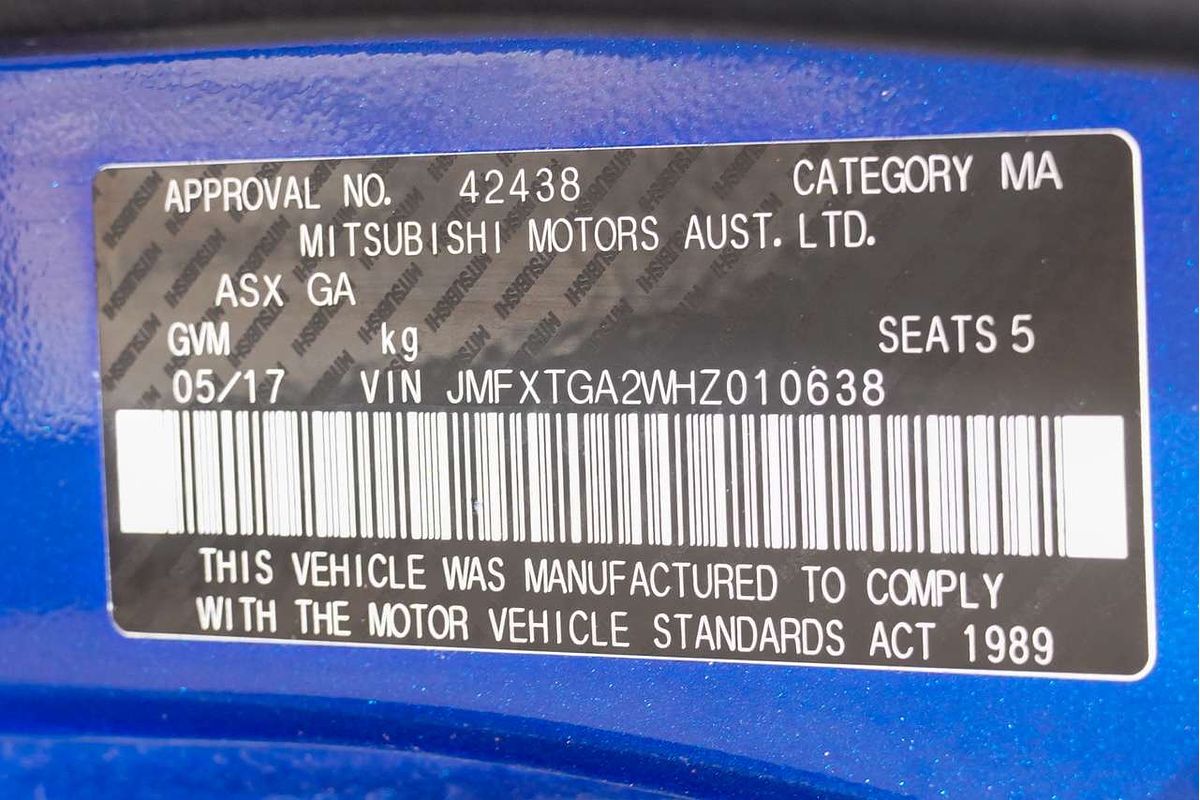 APPROVAL NO. 42438 CATEGORY MA
MITSUBISHI MOTORS AUST. LTD.
ASX GA
GVM kg SEATS 5
05/17 VIN JMFXTGA2WHZ010638
THIS VEHICLE WAS MANUFACTURED TO COMPLY
WITH THE MOTOR VEHICLE STANDARDS ACT 1989